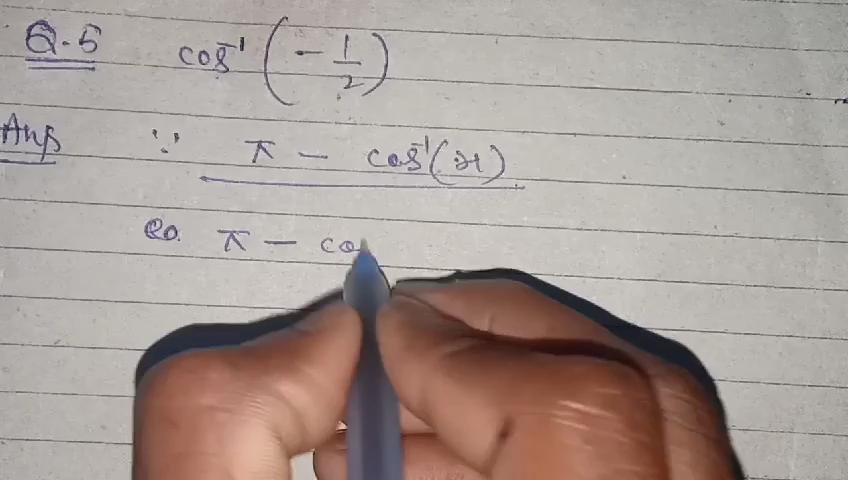 Q.5 cos⁻¹ (- 1/2)
Ans ∵ π - cos⁻¹(x)
So. π - co